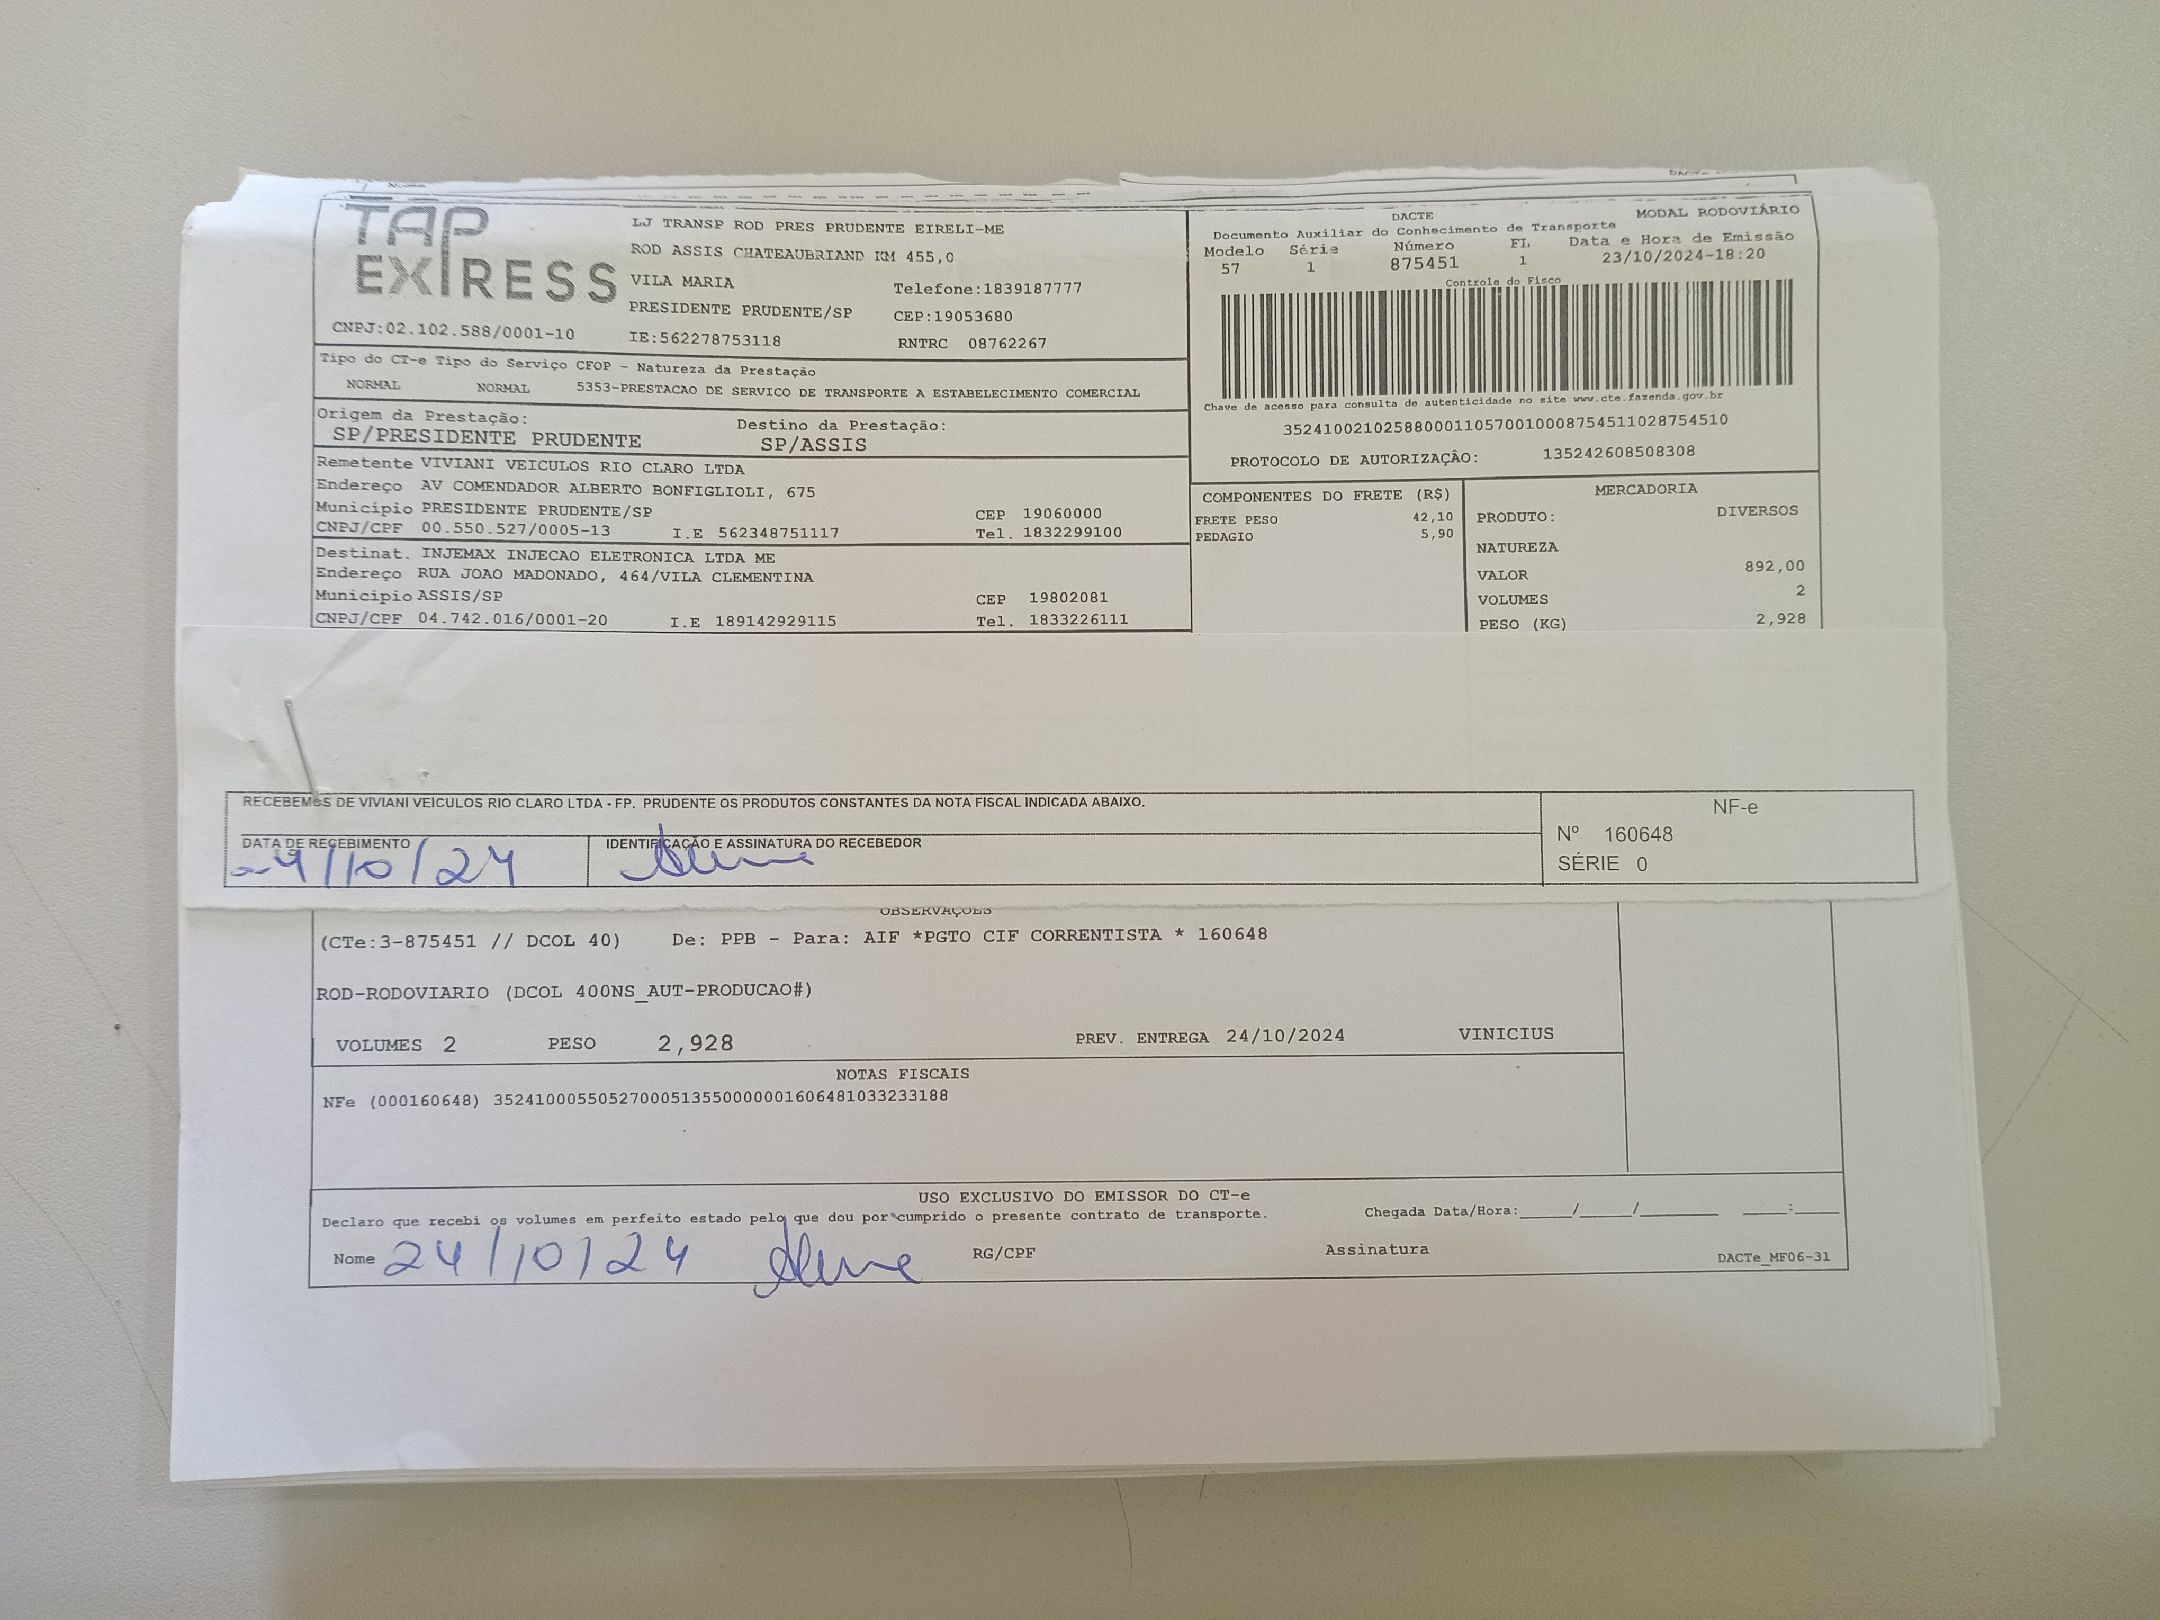 TAP
EXPRESS
LJ TRANSP ROD PRES PRUDENTE EIRELI-ME
ROD ASSIS CHATEAUBRIAND KM 455,0
VILA MARIA
Telefone:1839187777
PRESIDENTE PRUDENTE/SP
CEP:19053680
CNPJ:02.102.588/0001-10
IE:562278753118
RNTRC 08762267
DACTE
MODAL RODOVIÁRIO
Documento Auxiliar do Conhecimento de Transporte
Modelo Série Número FL Data e Hora de Emissão
57 1 875451 1 23/10/2024-18:20
Controle do Fisco
Chave de acesso para consulta de autenticidade no site www.cte.fazenda.gov.br
35241002102588000110570010008754511028754510
PROTOCOLO DE AUTORIZAÇÃO: 135242608508308
Tipo do CT-e Tipo do Serviço CFOP - Natureza da Prestação
NORMAL NORMAL 5353-PRESTACAO DE SERVICO DE TRANSPORTE A ESTABELECIMENTO COMERCIAL
Origem da Prestação: Destino da Prestação:
SP/PRESIDENTE PRUDENTE SP/ASSIS
Remetente VIVIANI VEICULOS RIO CLARO LTDA
Endereço AV COMENDADOR ALBERTO BONFIGLIOLI, 675
Municipio PRESIDENTE PRUDENTE/SP CEP 19060000
CNPJ/CPF 00.550.527/0005-13 I.E 562348751117 Tel. 1832299100
Destinat. INJEMAX INJECAO ELETRONICA LTDA ME
Endereço RUA JOAO MADONADO, 464/VILA CLEMENTINA
Municipio ASSIS/SP CEP 19802081
CNPJ/CPF 04.742.016/0001-20 I.E 189142929115 Tel. 1833226111
COMPONENTES DO FRETE (R$)
FRETE PESO 42,10
PEDAGIO 5,90
MERCADORIA
PRODUTO: DIVERSOS
NATUREZA
VALOR 892,00
VOLUMES 2
PESO (KG) 2,928
RECEBEMOS DE VIVIANI VEICULOS RIO CLARO LTDA - FP. PRUDENTE OS PRODUTOS CONSTANTES DA NOTA FISCAL INDICADA ABAIXO.
NF-e
Nº 160648
SÉRIE 0
DATA DE RECEBIMENTO
24/10/24
IDENTIFICAÇÃO E ASSINATURA DO RECEBEDOR
OBSERVAÇOES
(CTe:3-875451 // DCOL 40) De: PPB - Para: AIF *PGTO CIF CORRENTISTA * 160648
ROD-RODOVIARIO (DCOL 400NS_AUT-PRODUCAO#)
VOLUMES 2 PESO 2,928 PREV. ENTREGA 24/10/2024 VINICIUS
NOTAS FISCAIS
NFe (000160648) 35241000550527000513550000001606481033233188
USO EXCLUSIVO DO EMISSOR DO CT-e
Declaro que recebi os volumes em perfeito estado pelo que dou por cumprido o presente contrato de transporte.
Chegada Data/Hora:_____/_____/________ ____:____
Nome 24/10/24 RG/CPF Assinatura
DACTe_MF06-31